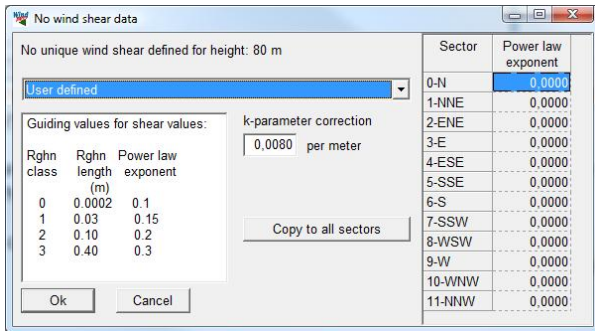 No wind shear data
No unique wind shear defined for height: 80 m
User defined
Guiding values for shear values:
Rghn Rghn Power law
class length exponent
(m)
0 0.0002 0.1
1 0.03 0.15
2 0.10 0.2
3 0.40 0.3
k-parameter correction
0,0080 per meter
Copy to all sectors
Ok Cancel
Sector Power law
exponent
0-N 0,0000
1-NNE 0,0000
2-ENE 0,0000
3-E 0,0000
4-ESE 0,0000
5-SSE 0,0000
6-S 0,0000
7-SSW 0,0000
8-WSW 0,0000
9-W 0,0000
10-WNW 0,0000
11-NNW 0,0000